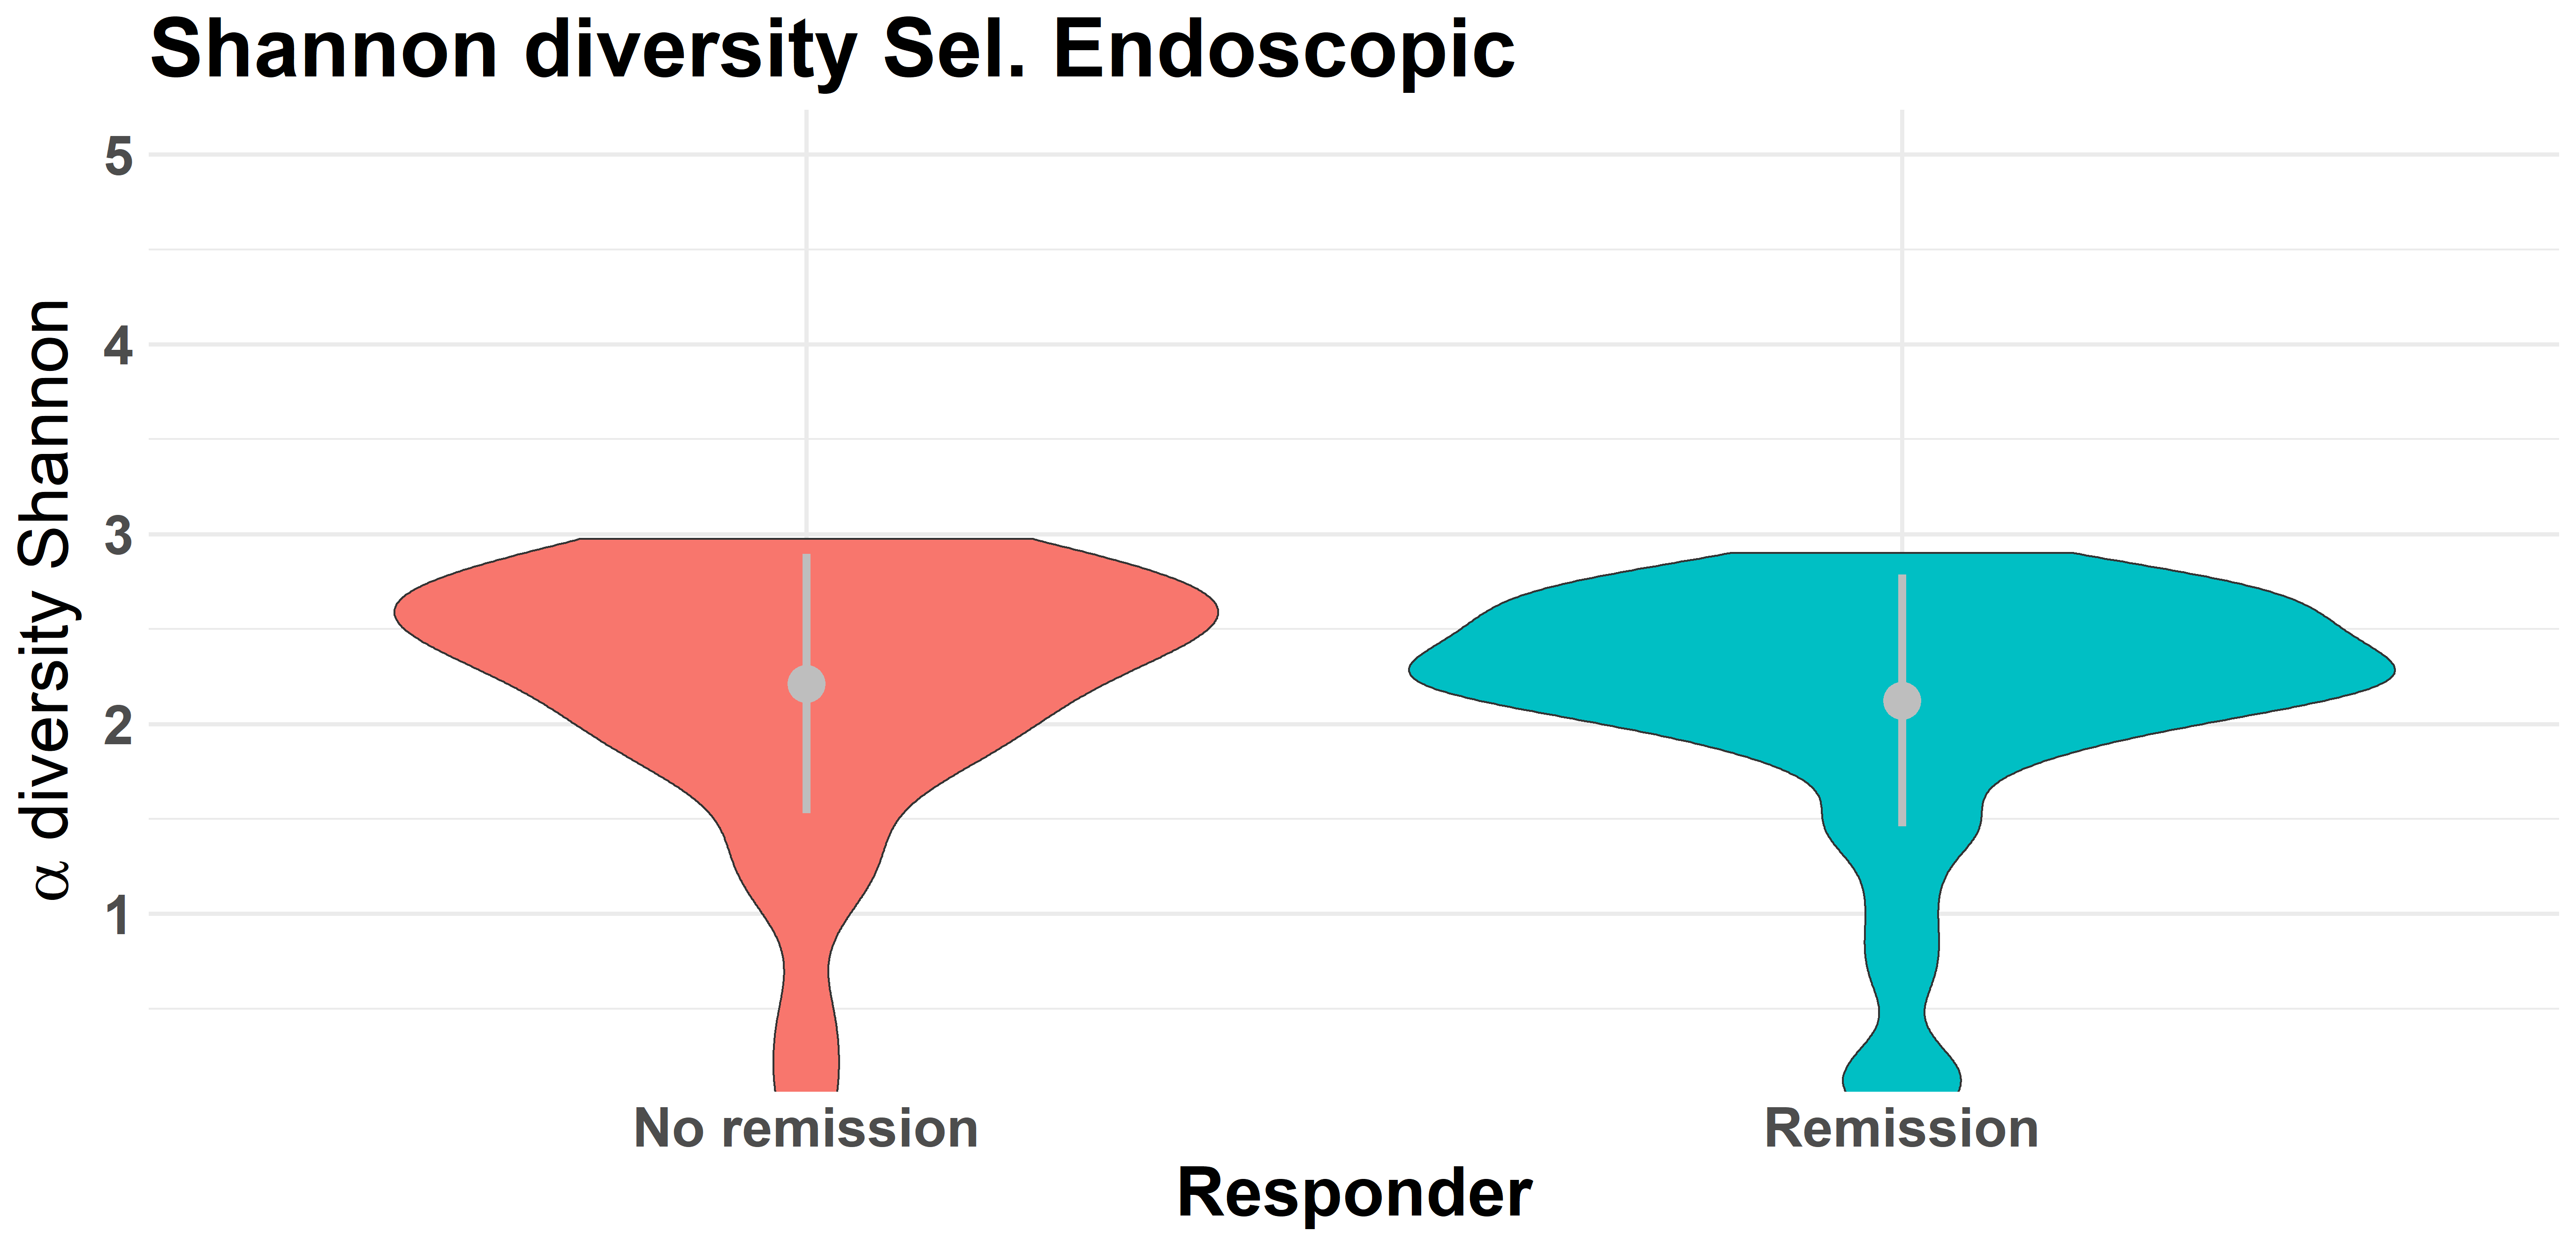 Shannon diversity Sel. Endoscopic
α diversity Shannon
5
4
3
2
1
No remission
Remission
Responder